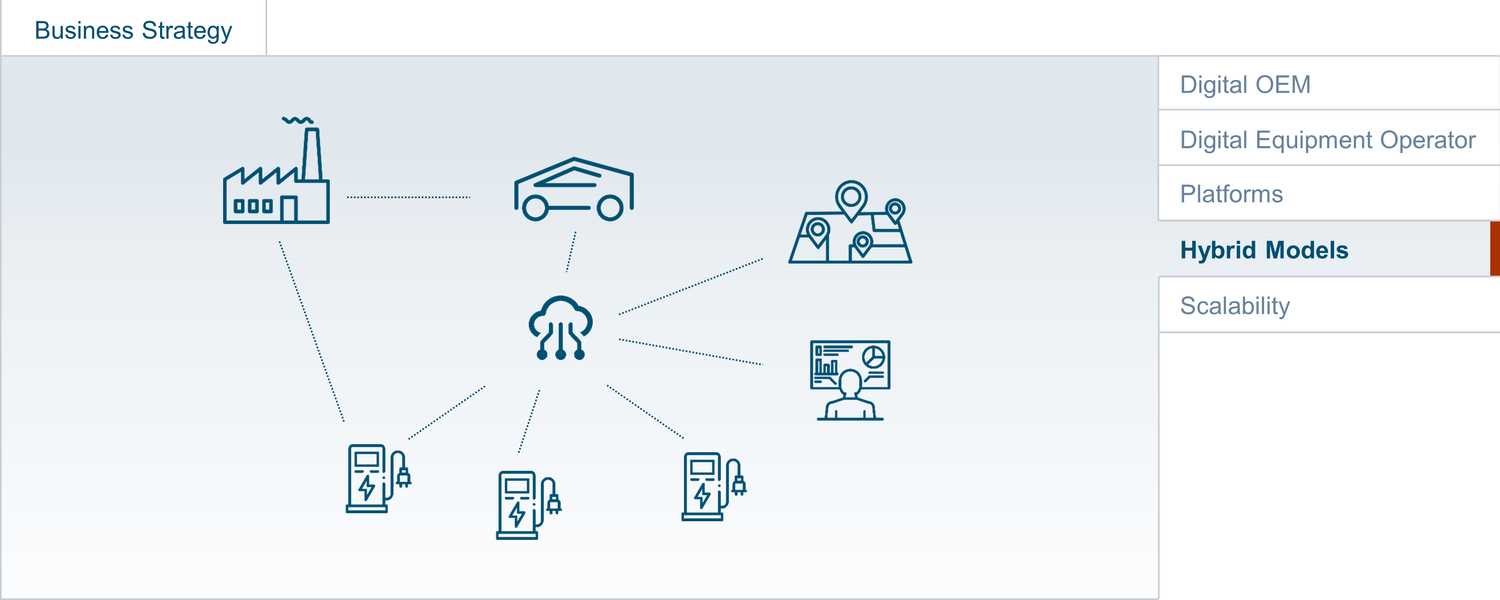 Business Strategy
Digital OEM
Digital Equipment Operator
Platforms
Hybrid Models
Scalability